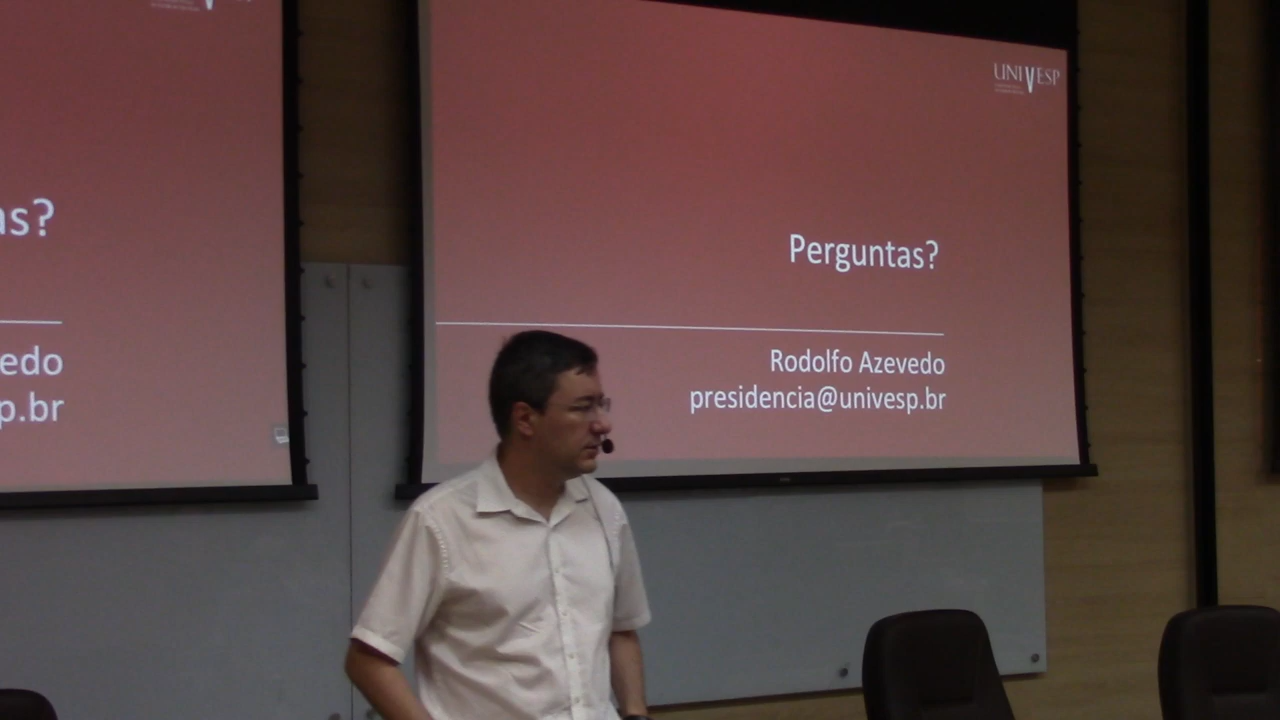 UNIVESP
Perguntas?
Rodolfo Azevedo
presidencia@univesp.br
as?
edo
p.br